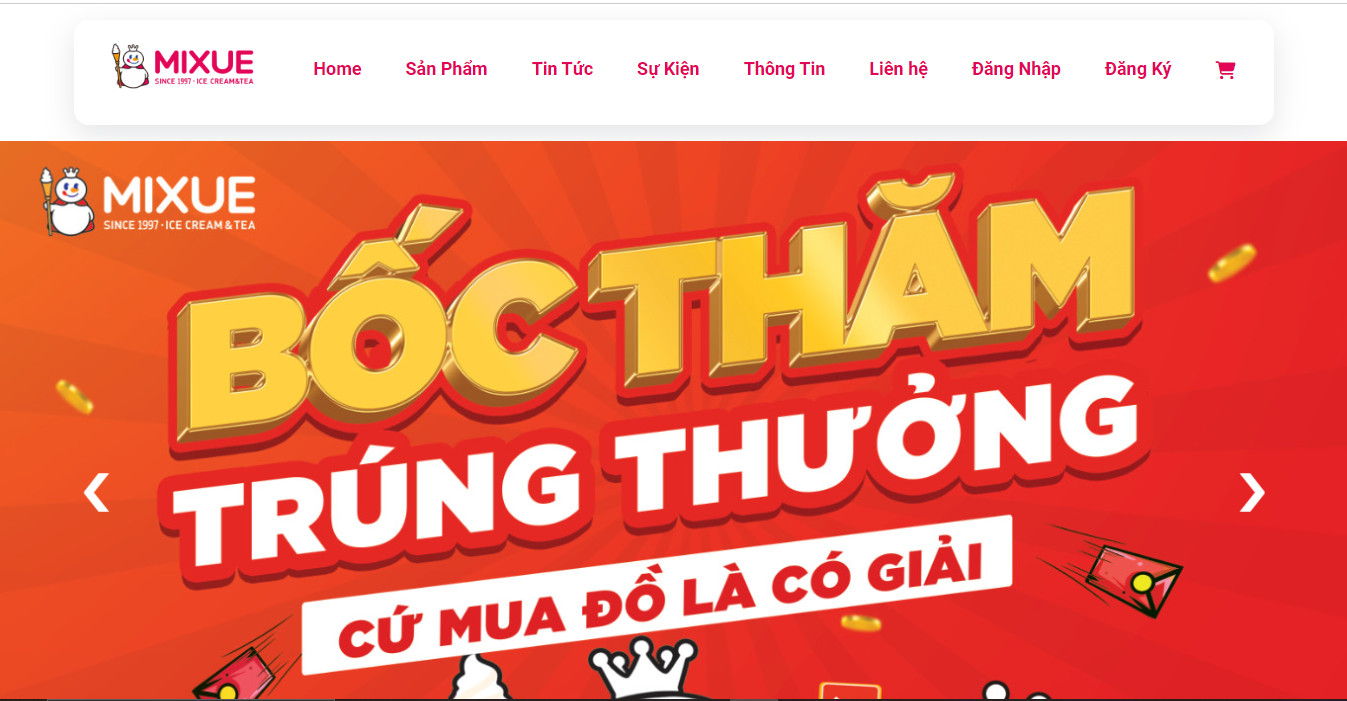 MIXUE
SINCE 1997 · ICE CREAM&TEA
Home
Sản Phẩm
Tin Tức
Sự Kiện
Thông Tin
Liên hệ
Đăng Nhập
Đăng Ký
MIXUE
SINCE 1997 · ICE CREAM & TEA
BỐC THĂM
TRÚNG THƯỞNG
CỨ MUA ĐỒ LÀ CÓ GIẢI